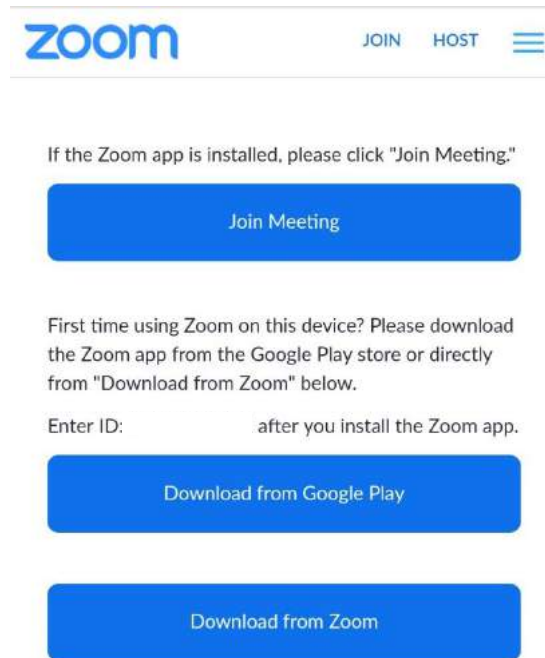 zoom JOIN HOST
If the Zoom app is installed, please click "Join Meeting."
Join Meeting
First time using Zoom on this device? Please download
the Zoom app from the Google Play store or directly
from "Download from Zoom" below.
Enter ID: after you install the Zoom app.
Download from Google Play
Download from Zoom